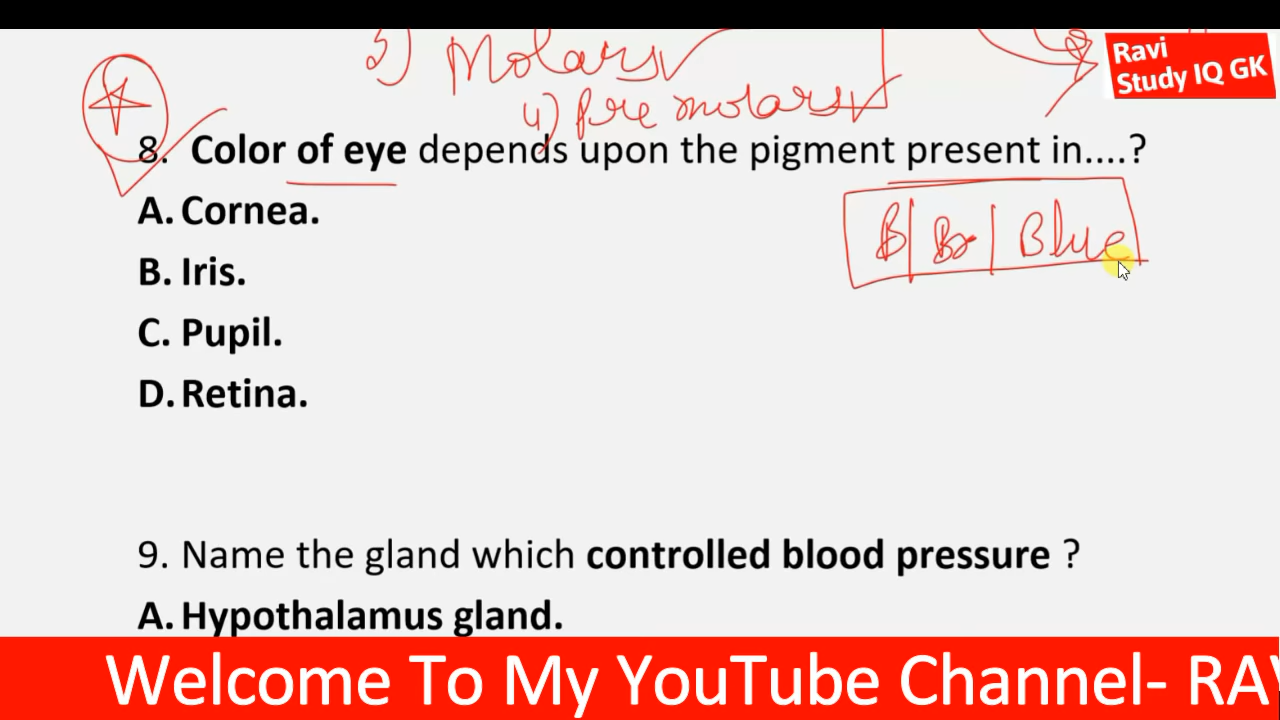 3) Molars
Ravi
Study IQ GK
4) Pre molars
8. Color of eye depends upon the pigment present in....?
A. Cornea.
B | Br | Blue
B. Iris.
C. Pupil.
D. Retina.
9. Name the gland which controlled blood pressure ?
A. Hypothalamus gland.
Welcome To My YouTube Channel- RAV